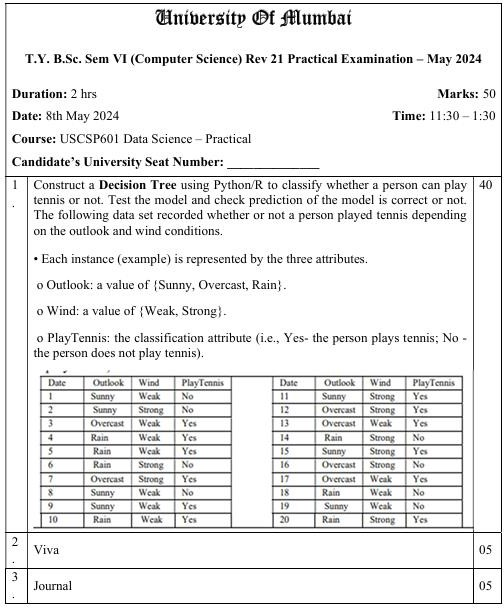 University Of Mumbai
T.Y. B.Sc. Sem VI (Computer Science) Rev 21 Practical Examination – May 2024
Duration: 2 hrs Marks: 50
Date: 8th May 2024 Time: 11:30 – 1:30
Course: USCSP601 Data Science – Practical
Candidate's University Seat Number: ______________
1. Construct a Decision Tree using Python/R to classify whether a person can play 40
tennis or not. Test the model and check prediction of the model is correct or not.
The following data set recorded whether or not a person played tennis depending
on the outlook and wind conditions.
• Each instance (example) is represented by the three attributes.
o Outlook: a value of {Sunny, Overcast, Rain}.
o Wind: a value of {Weak, Strong}.
o PlayTennis: the classification attribute (i.e., Yes- the person plays tennis; No -
the person does not play tennis).
Date Outlook Wind PlayTennis
1 Sunny Weak No
2 Sunny Strong No
3 Overcast Weak Yes
4 Rain Weak Yes
5 Rain Weak Yes
6 Rain Strong No
7 Overcast Strong Yes
8 Sunny Weak No
9 Sunny Weak Yes
10 Rain Weak Yes
Date Outlook Wind PlayTennis
11 Sunny Strong Yes
12 Overcast Strong Yes
13 Overcast Weak Yes
14 Rain Strong No
15 Sunny Strong Yes
16 Overcast Strong No
17 Overcast Weak Yes
18 Rain Weak No
19 Sunny Weak No
20 Rain Strong Yes
2. Viva 05
3. Journal 05